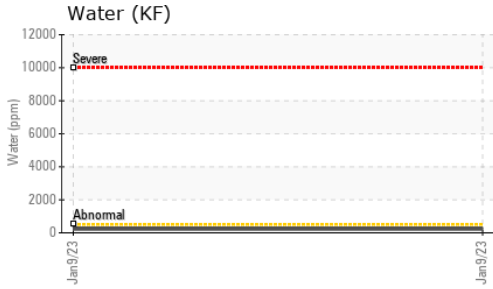 Water (KF)
12000
Severe
10000
8000
Water (ppm)
6000
4000
2000
Abnormal
0
Jan9/23
Jan9/23